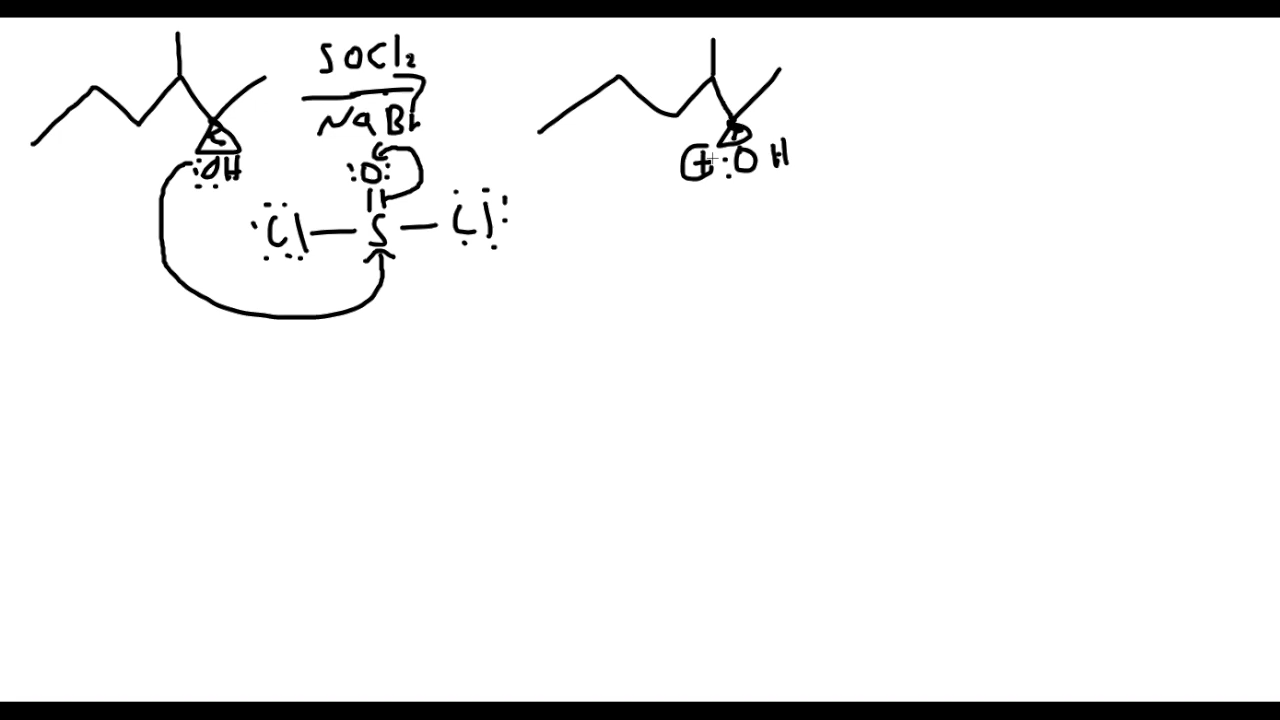 SOCl₂
NaBr
:OH
:O:
Cl—S—Cl:
⊕:OH